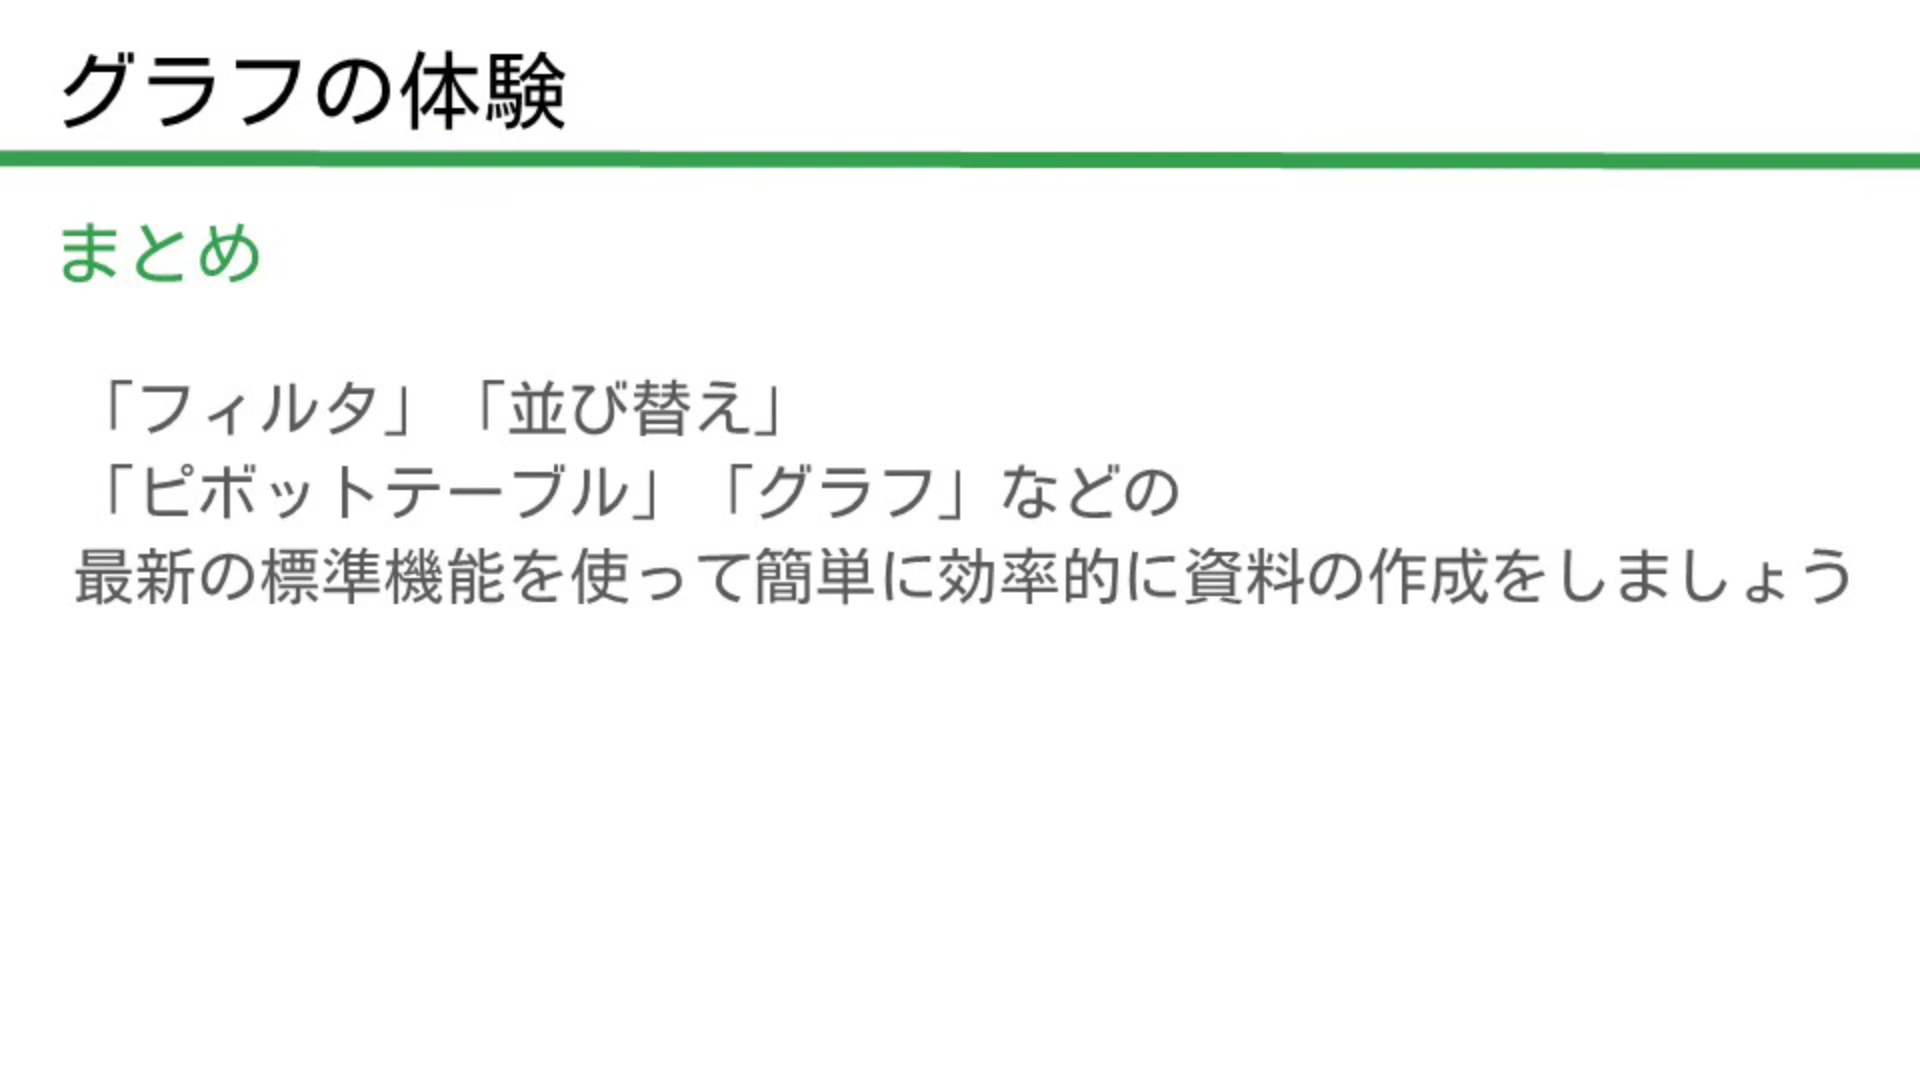 グラフの体験
まとめ
「フィルタ」「並び替え」
「ピボットテーブル」「グラフ」などの
最新の標準機能を使って簡単に効率的に資料の作成をしましょう